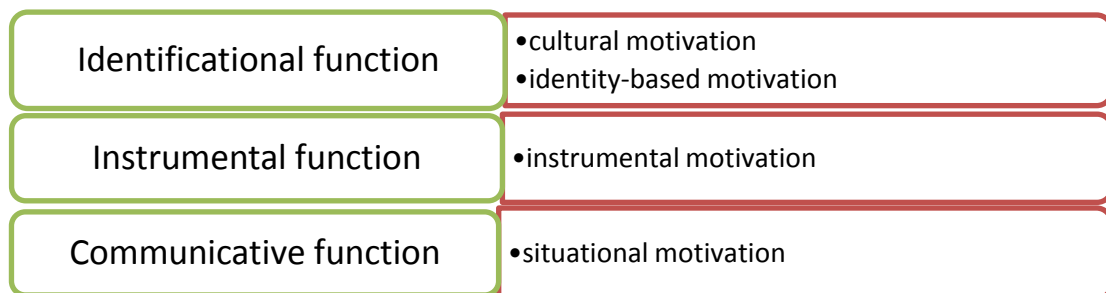 Identificational function
•cultural motivation
•identity-based motivation
Instrumental function
•instrumental motivation
Communicative function
•situational motivation